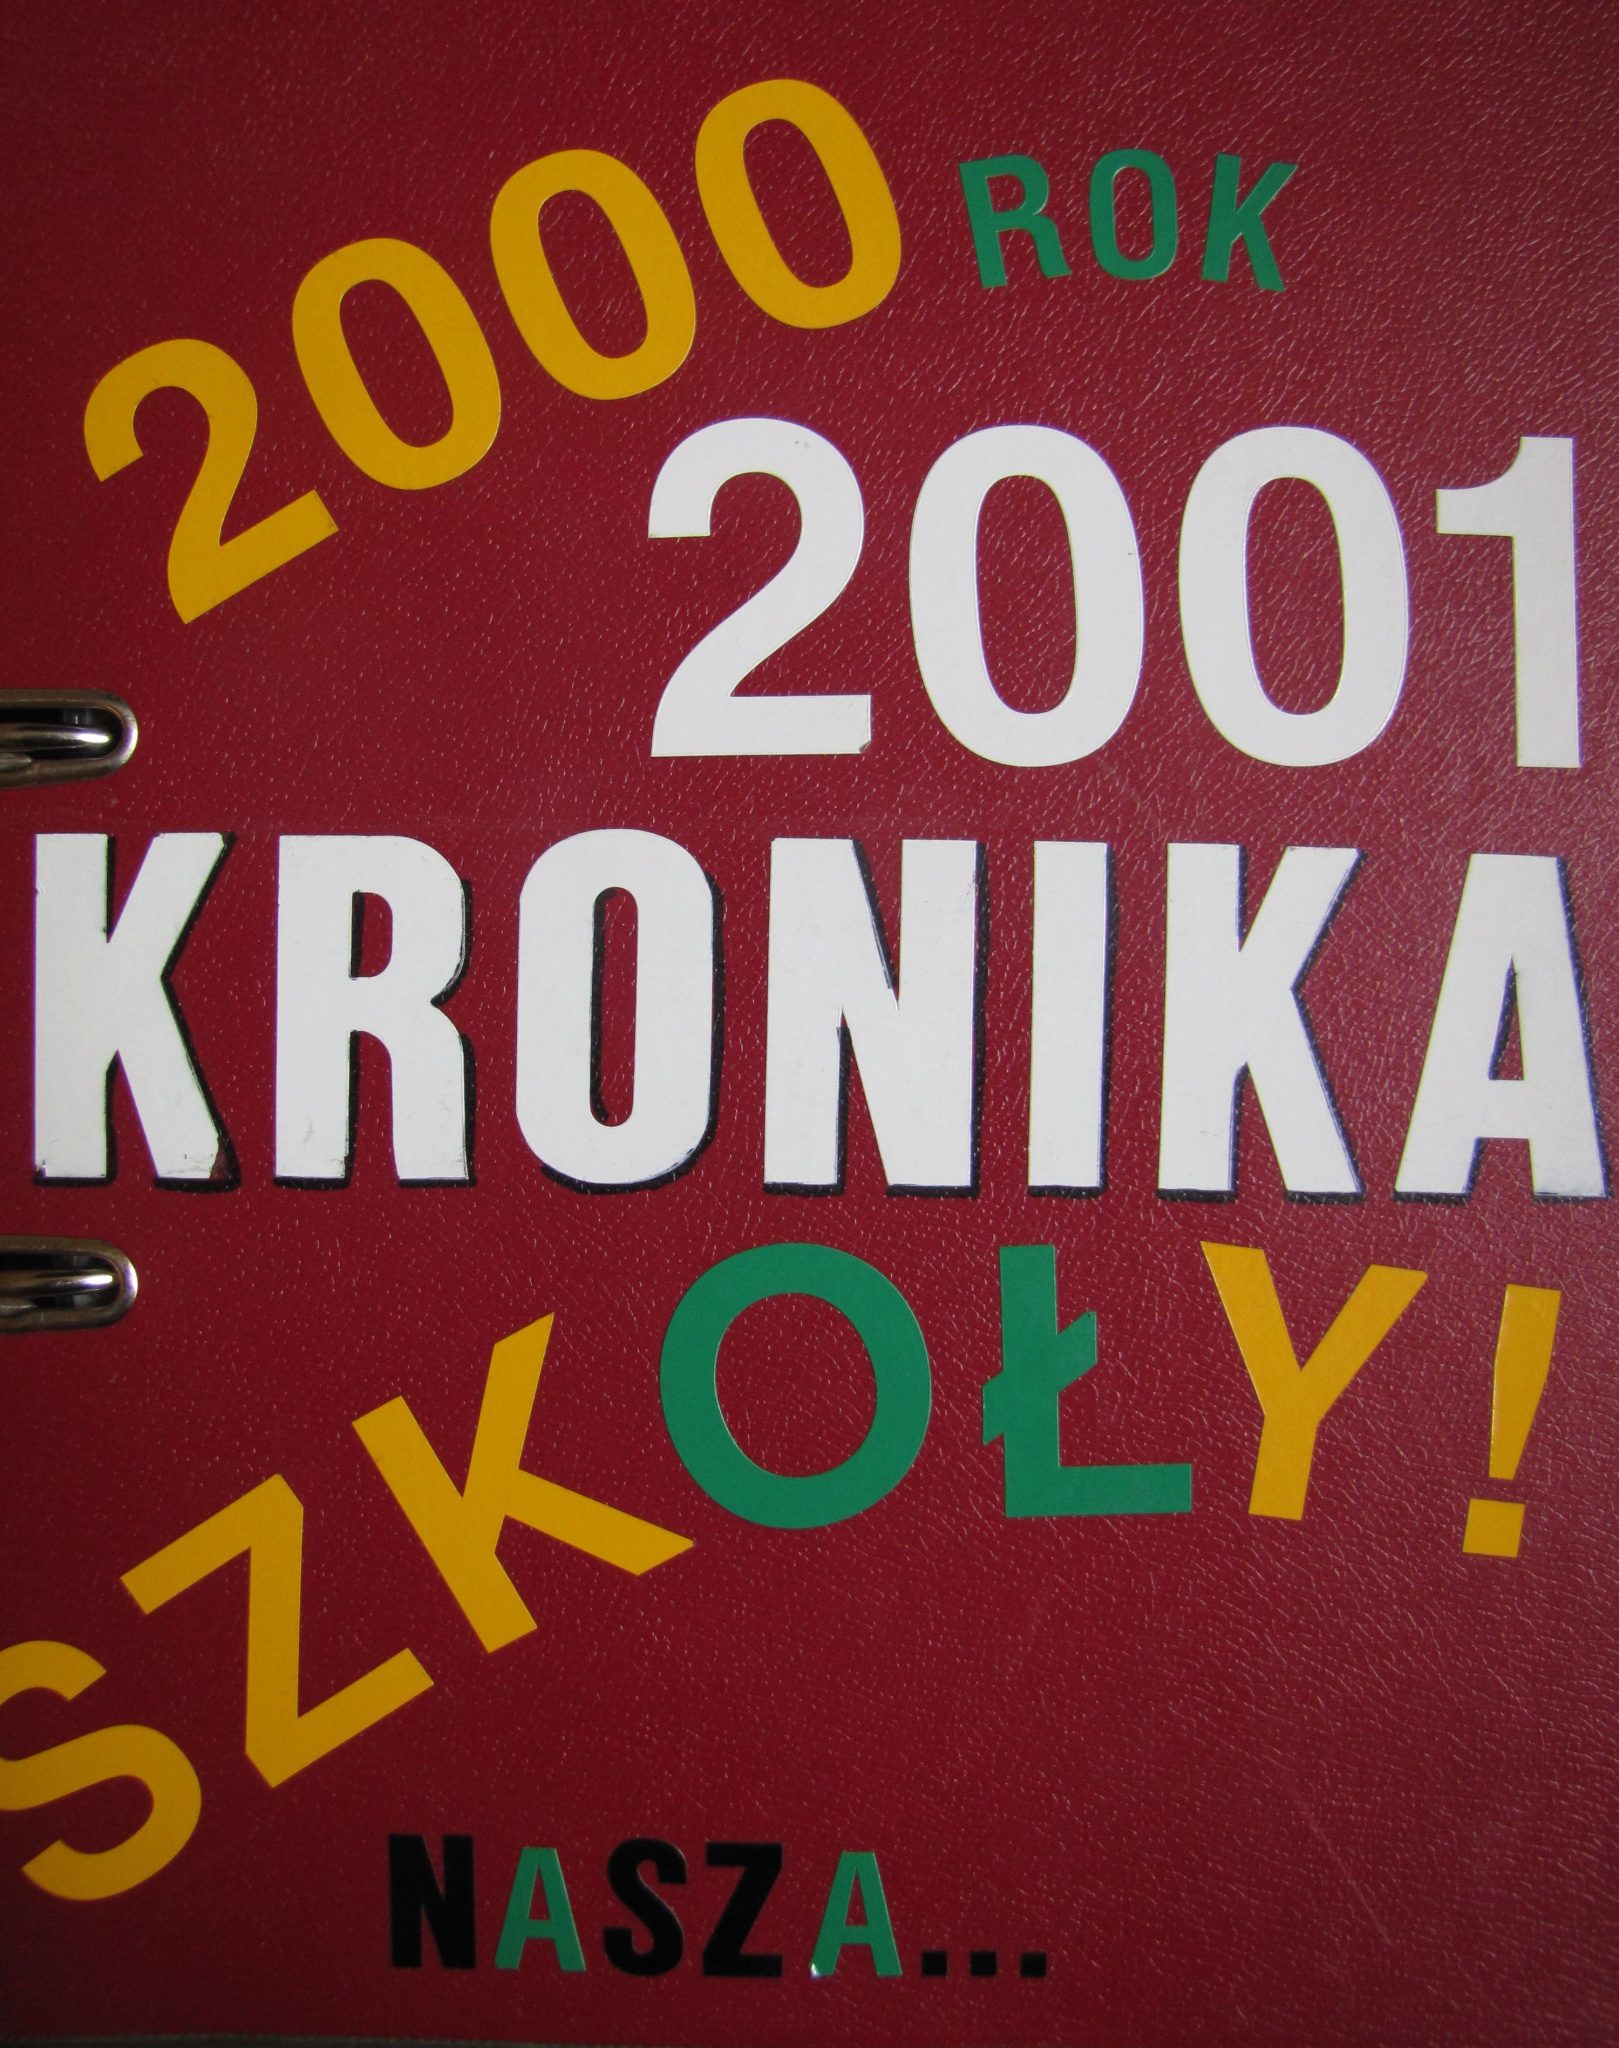 2000 ROK
2001
KRONIKA
SZKOŁY!
NASZA...